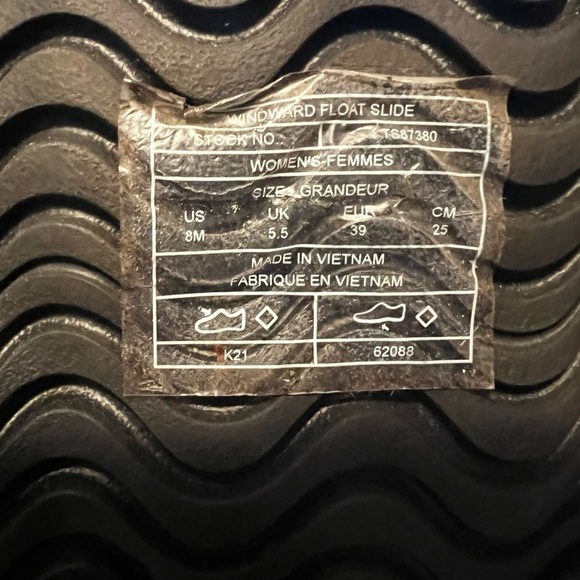 WINDWARD FLOAT SLIDE
STOCK NO.: STS87380
WOMEN'S-FEMMES
SIZE - GRANDEUR
US UK EUR CM
8M 5.5 39 25
MADE IN VIETNAM
FABRIQUE EN VIETNAM
K21 62088